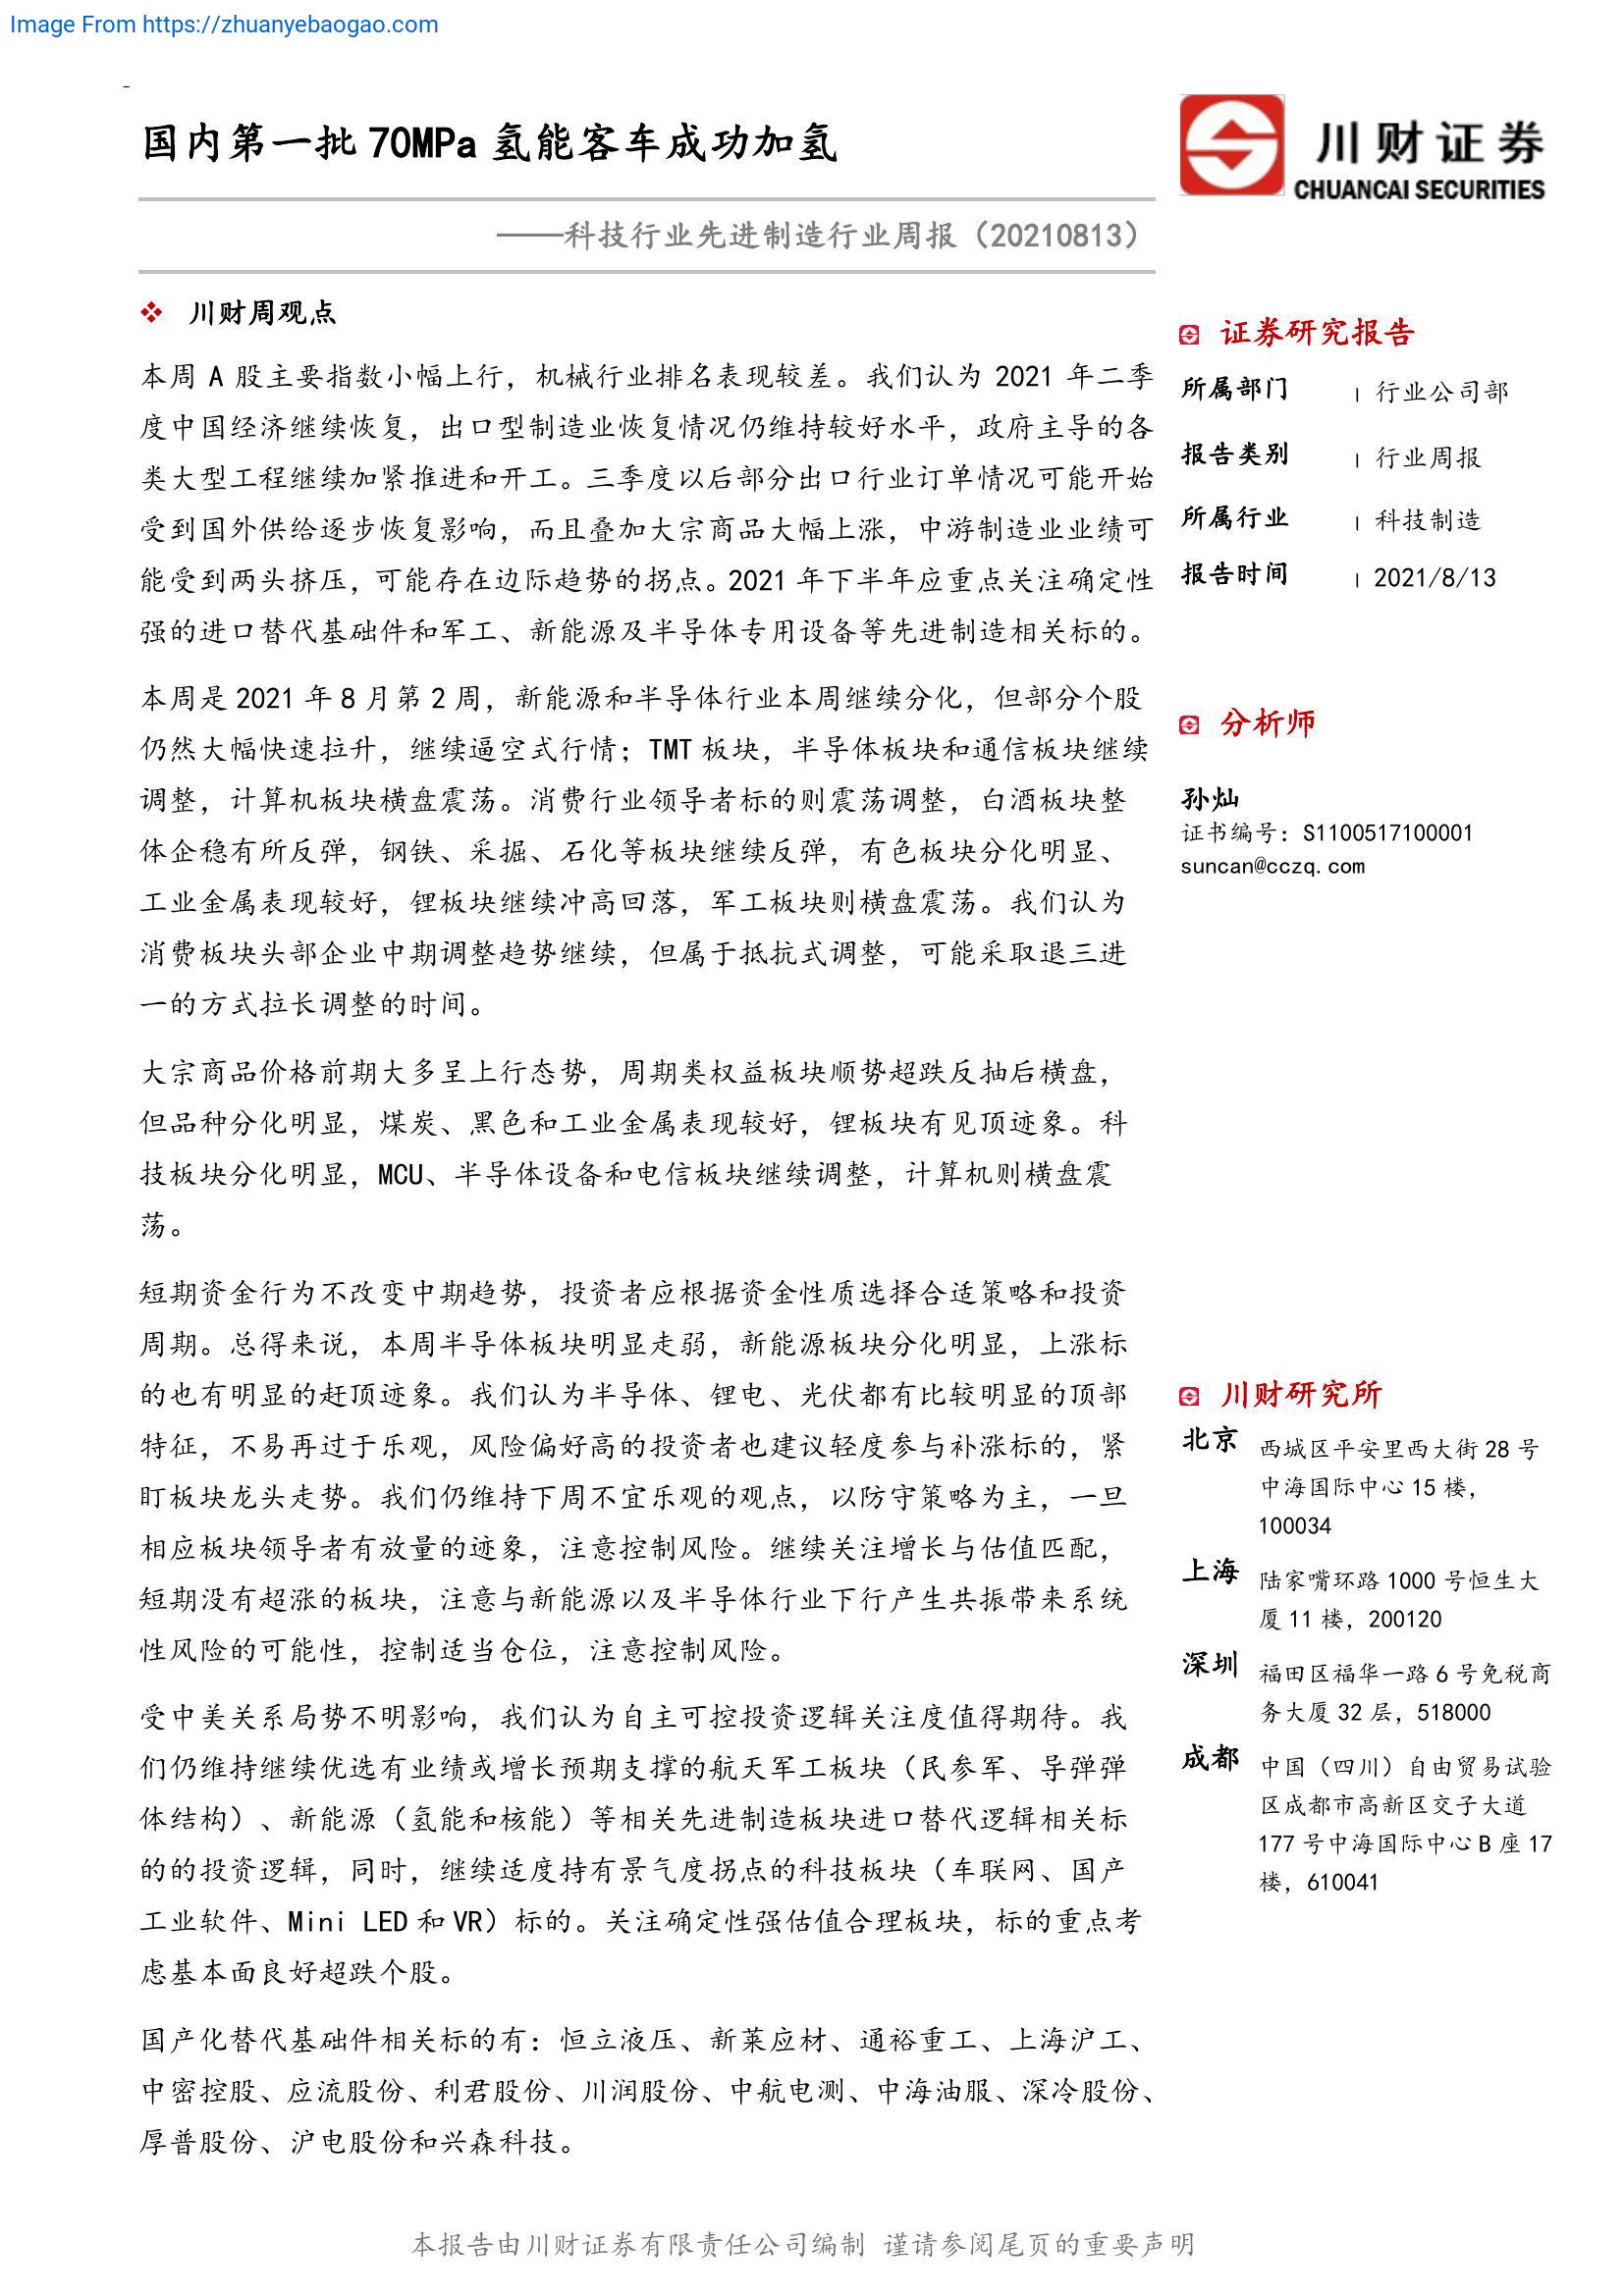 Image From https://zhuanyebaogao.com
-
国内第一批 70MPa 氢能客车成功加氢
——科技行业先进制造行业周报（20210813）
川财证券
CHUANCAI SECURITIES
川财周观点
本周 A 股主要指数小幅上行，机械行业排名表现较差。我们认为 2021 年二季
度中国经济继续恢复，出口型制造业恢复情况仍维持较好水平，政府主导的各
类大型工程继续加紧推进和开工。三季度以后部分出口行业订单情况可能开始
受到国外供给逐步恢复影响，而且叠加大宗商品大幅上涨，中游制造业业绩可
能受到两头挤压，可能存在边际趋势的拐点。2021 年下半年应重点关注确定性
强的进口替代基础件和军工、新能源及半导体专用设备等先进制造相关标的。
本周是 2021 年 8 月第 2 周，新能源和半导体行业本周继续分化，但部分个股
仍然大幅快速拉升，继续逼空式行情；TMT 板块，半导体板块和通信板块继续
调整，计算机板块横盘震荡。消费行业领导者标的则震荡调整，白酒板块整
体企稳有所反弹，钢铁、采掘、石化等板块继续反弹，有色板块分化明显、
工业金属表现较好，锂板块继续冲高回落，军工板块则横盘震荡。我们认为
消费板块头部企业中期调整趋势继续，但属于抵抗式调整，可能采取退三进
一的方式拉长调整的时间。
大宗商品价格前期大多呈上行态势，周期类权益板块顺势超跌反抽后横盘，
但品种分化明显，煤炭、黑色和工业金属表现较好，锂板块有见顶迹象。科
技板块分化明显，MCU、半导体设备和电信板块继续调整，计算机则横盘震
荡。
短期资金行为不改变中期趋势，投资者应根据资金性质选择合适策略和投资
周期。总得来说，本周半导体板块明显走弱，新能源板块分化明显，上涨标
的也有明显的赶顶迹象。我们认为半导体、锂电、光伏都有比较明显的顶部
特征，不易再过于乐观，风险偏好高的投资者也建议轻度参与补涨标的，紧
盯板块龙头走势。我们仍维持下周不宜乐观的观点，以防守策略为主，一旦
相应板块领导者有放量的迹象，注意控制风险。继续关注增长与估值匹配，
短期没有超涨的板块，注意与新能源以及半导体行业下行产生共振带来系统
性风险的可能性，控制适当仓位，注意控制风险。
受中美关系局势不明影响，我们认为自主可控投资逻辑关注度值得期待。我
们仍维持继续优选有业绩或增长预期支撑的航天军工板块（民参军、导弹弹
体结构）、新能源（氢能和核能）等相关先进制造板块进口替代逻辑相关标
的的投资逻辑，同时，继续适度持有景气度拐点的科技板块（车联网、国产
工业软件、Mini LED 和 VR）标的。关注确定性强估值合理板块，标的重点考
虑基本面良好超跌个股。
国产化替代基础件相关标的有：恒立液压、新莱应材、通裕重工、上海沪工、
中密控股、应流股份、利君股份、川润股份、中航电测、中海油服、深冷股份、
厚普股份、沪电股份和兴森科技。
证券研究报告
所属部门 | 行业公司部
报告类别 | 行业周报
所属行业 | 科技制造
报告时间 | 2021/8/13
分析师
孙灿
证书编号：S1100517100001
suncan@cczq.com
川财研究所
北京 西城区平安里西大街 28 号
中海国际中心 15 楼，
100034
上海 陆家嘴环路 1000 号恒生大
厦 11 楼，200120
深圳 福田区福华一路 6 号免税商
务大厦 32 层，518000
成都 中国（四川）自由贸易试验
区成都市高新区交子大道
177 号中海国际中心 B 座 17
楼，610041
本报告由川财证券有限责任公司编制 谨请参阅尾页的重要声明